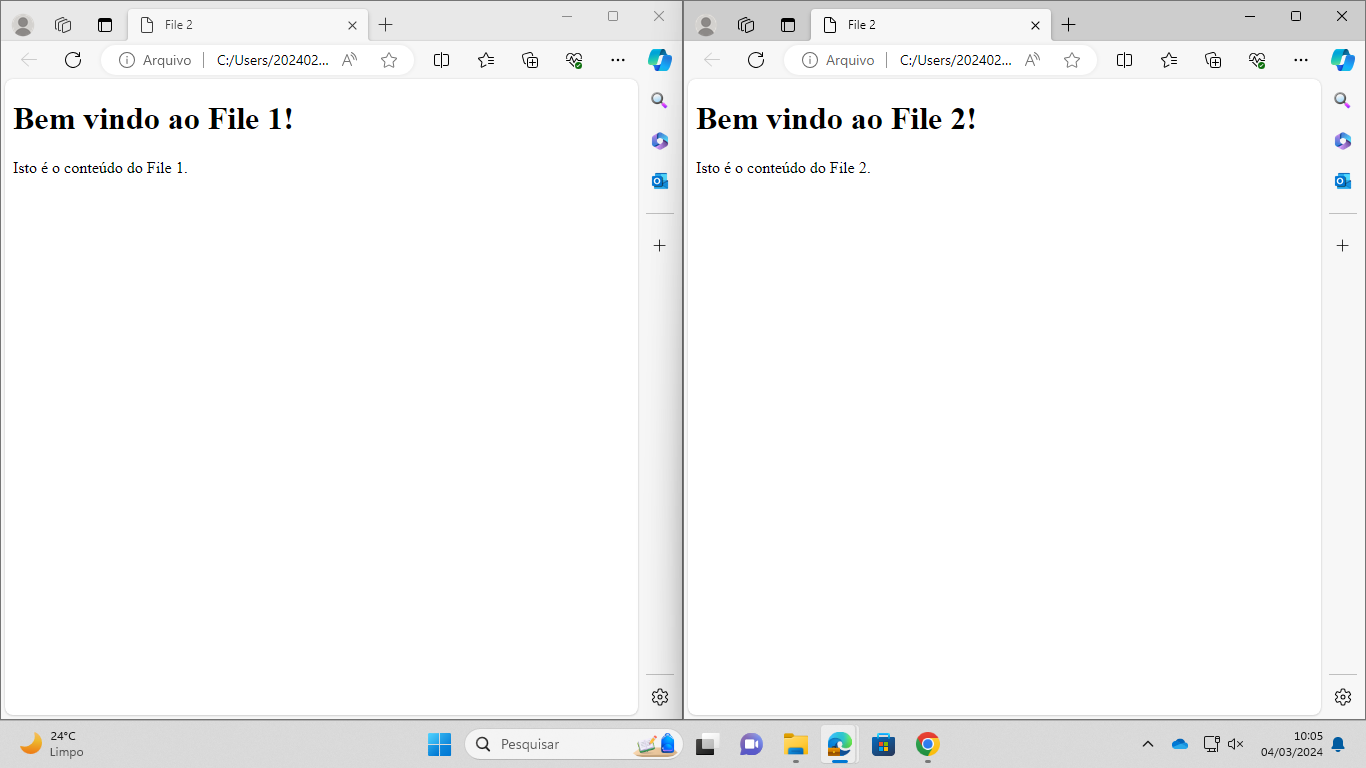 File 2
Arquivo
C:/Users/202402...
Bem vindo ao File 1!
Isto é o conteúdo do File 1.
File 2
Arquivo
C:/Users/202402...
Bem vindo ao File 2!
Isto é o conteúdo do File 2.
24°C
Limpo
Pesquisar
10:05
04/03/2024